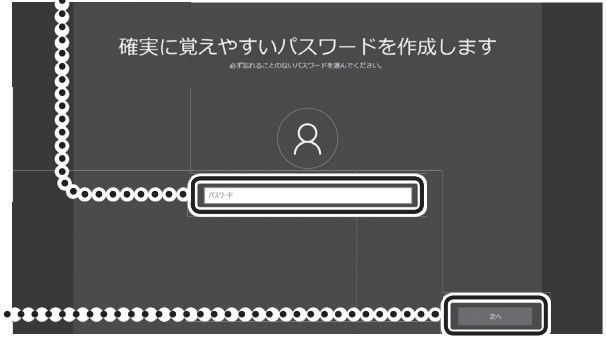 確実に覚えやすいパスワードを作成します
必ず忘れることのないパスワードを選んでください。
パスワード
次へ